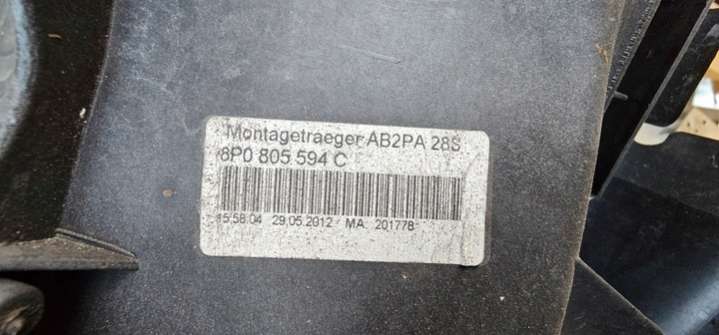 Montagetraeger AB2PA 28S
8P0 805 594 C
15:58:04 29.05.2012 MA: 201778